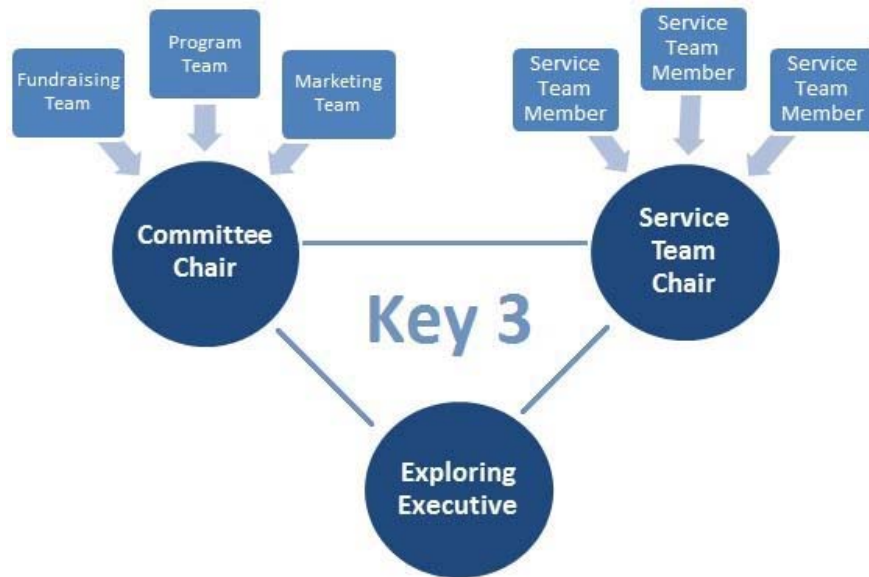 Fundraising
Team
Program
Team
Marketing
Team
Service
Team
Member
Service
Team
Member
Service
Team
Member
Committee
Chair
Service
Team
Chair
Key 3
Exploring
Executive